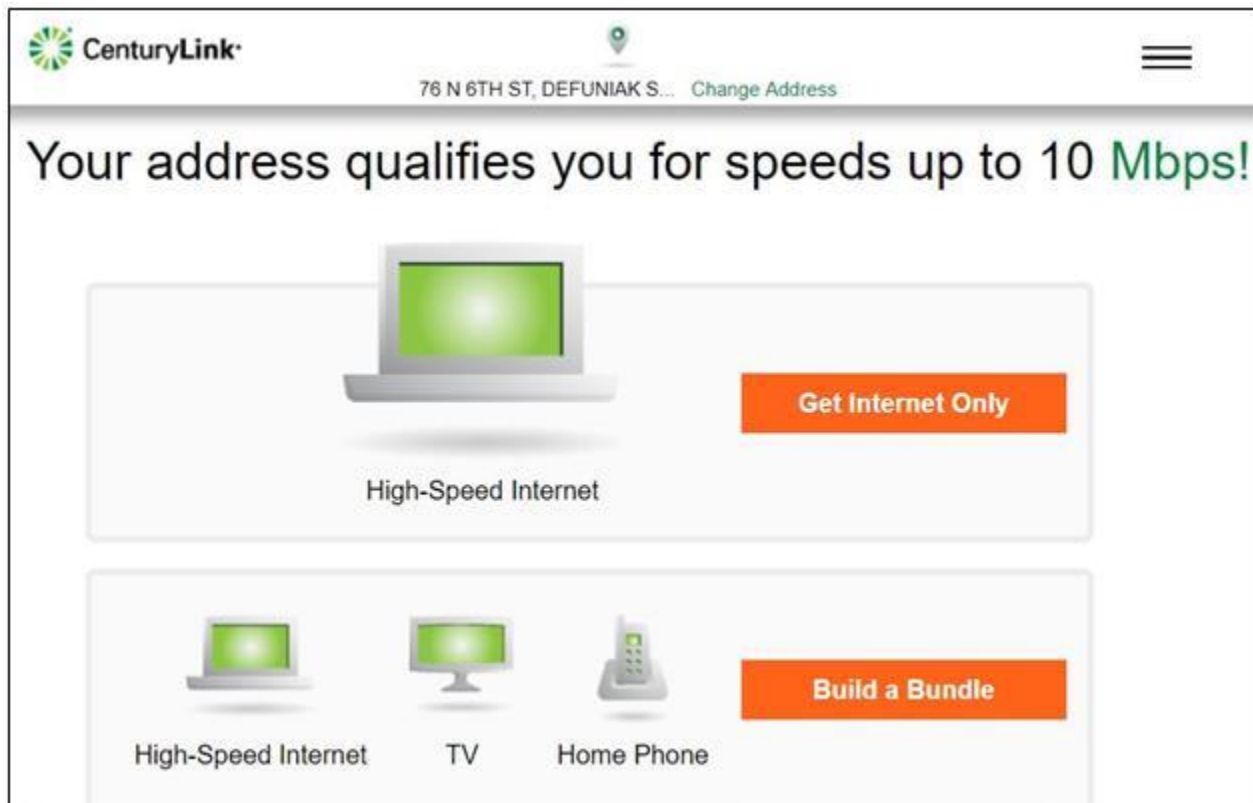 CenturyLink
76 N 6TH ST, DEFUNIAK S... Change Address
Your address qualifies you for speeds up to 10 Mbps!
Get Internet Only
High-Speed Internet
Build a Bundle
High-Speed Internet TV Home Phone